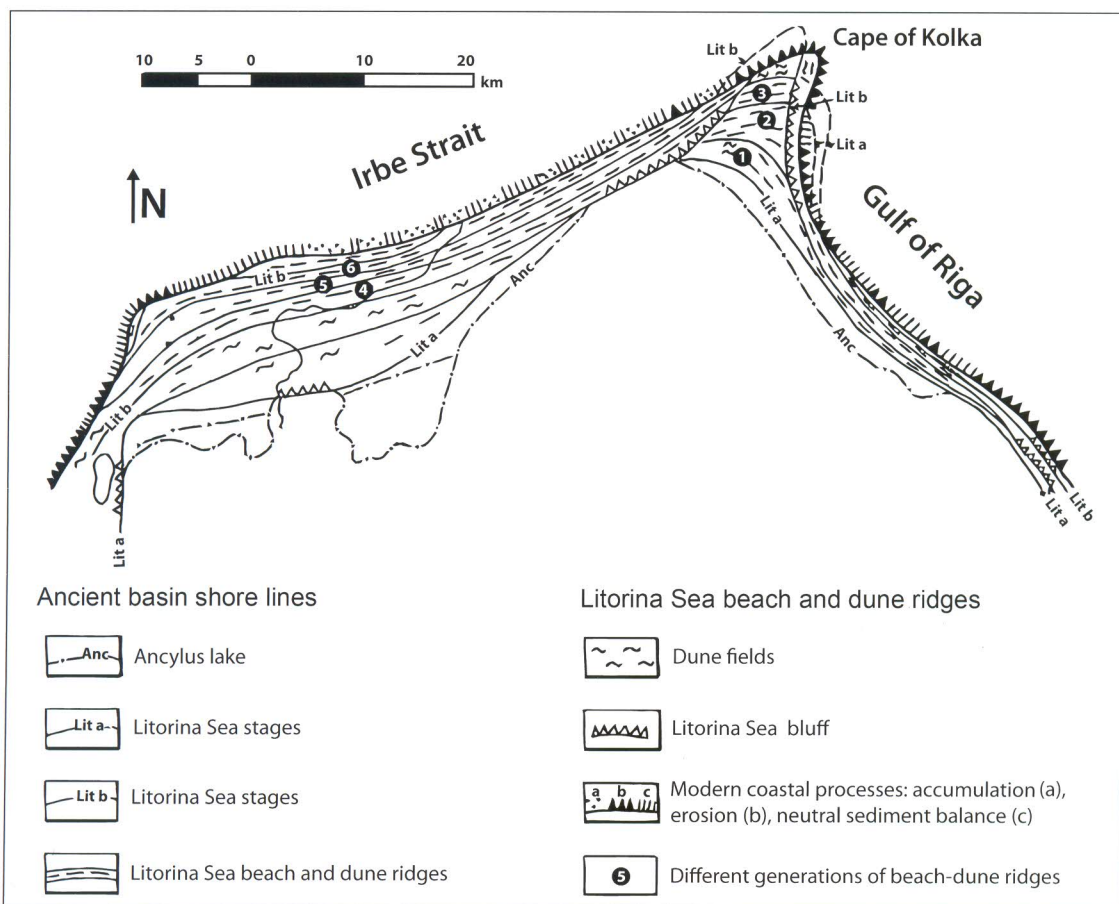 Cape of Kolka
Lit b
10 5 0 10 20
km
3
Lit b
2
Irbe Strait
Lit a
1
N
Lit a
Gulf of Riga
6
Lit b
5
4
Anc
Lit a
Anc
Lit b
Lit b
Lit a
Lit a
Ancient basin shore lines
Anc
Ancylus lake
Lit a
Litorina Sea stages
Lit b
Litorina Sea stages
Litorina Sea beach and dune ridges
Litorina Sea beach and dune ridges
Dune fields
Litorina Sea bluff
a b c
Modern coastal processes: accumulation (a),
erosion (b), neutral sediment balance (c)
5
Different generations of beach-dune ridges